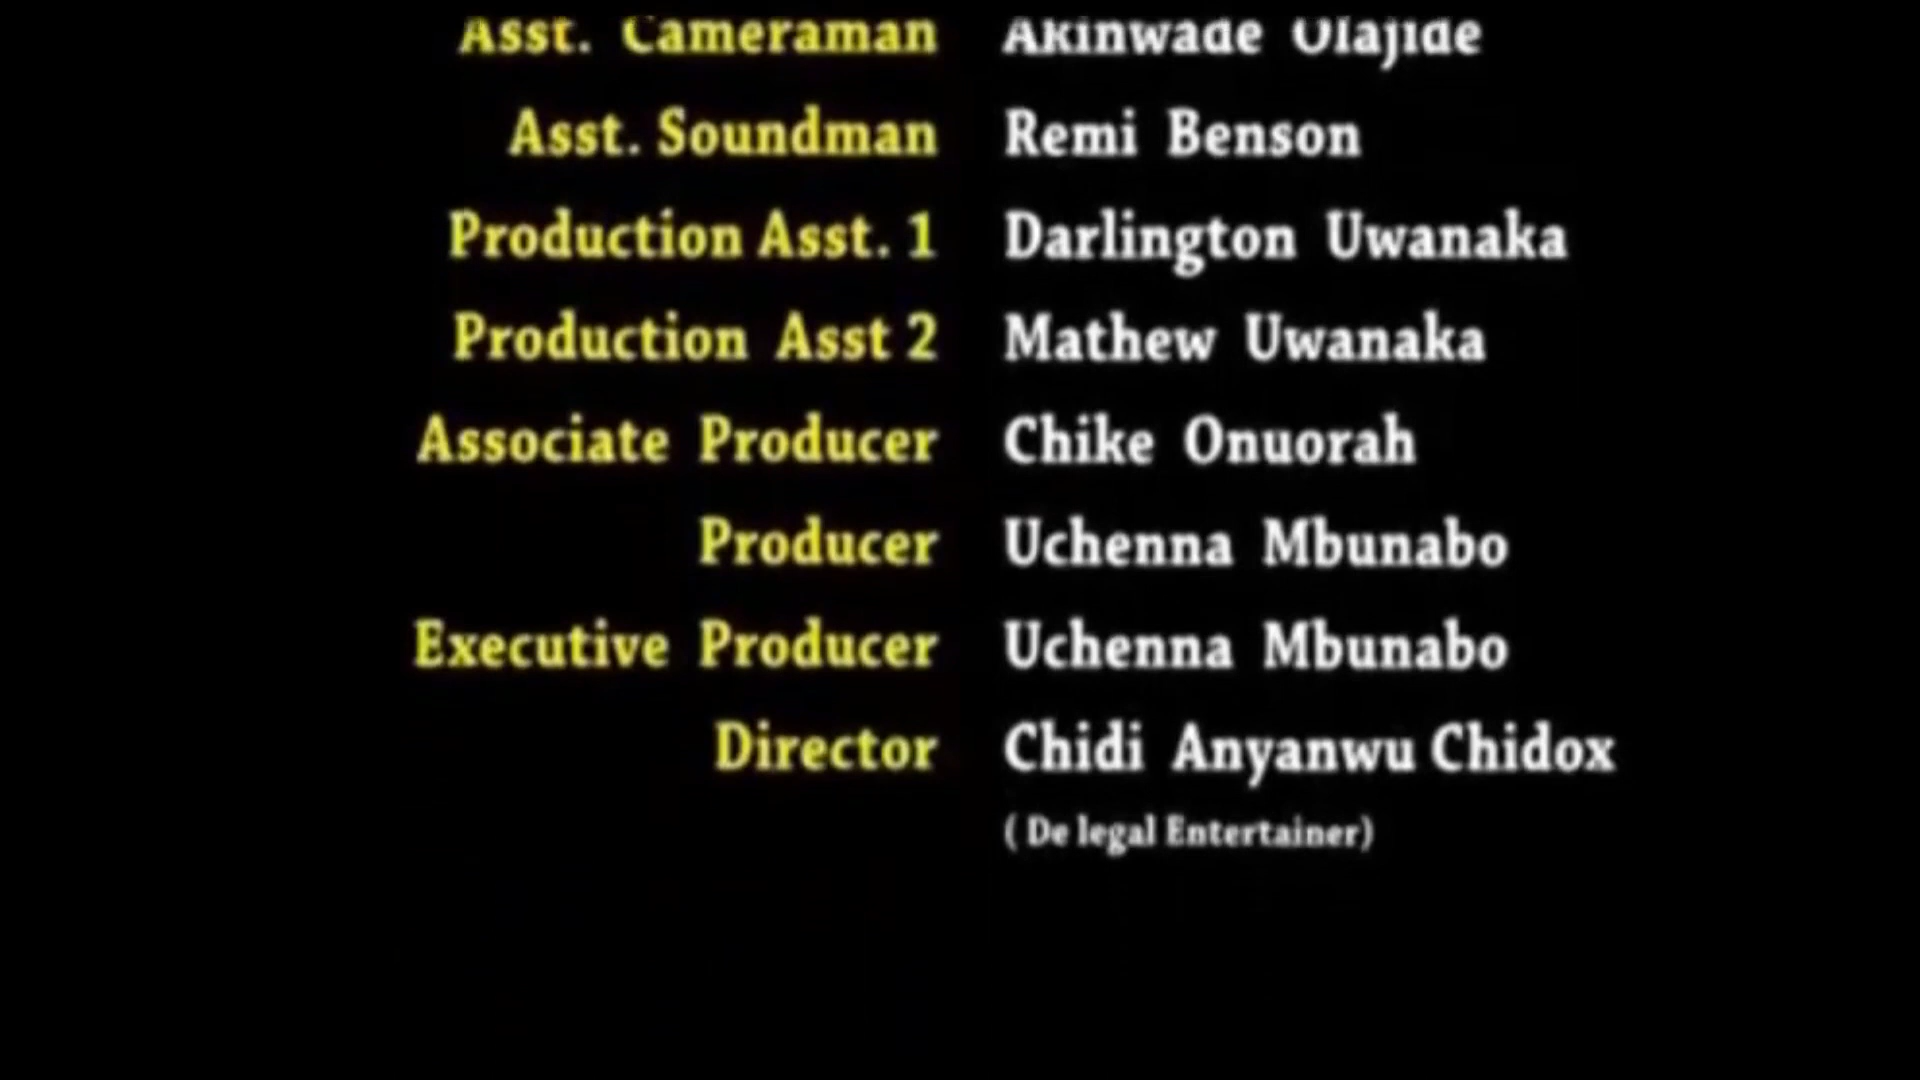 Asst. Cameraman Akinwade Olajide
Asst. Soundman Remi Benson
Production Asst. 1 Darlington Uwanaka
Production Asst 2 Mathew Uwanaka
Associate Producer Chike Onuorah
Producer Uchenna Mbunabo
Executive Producer Uchenna Mbunabo
Director Chidi Anyanwu Chidox
( De legal Entertainer)